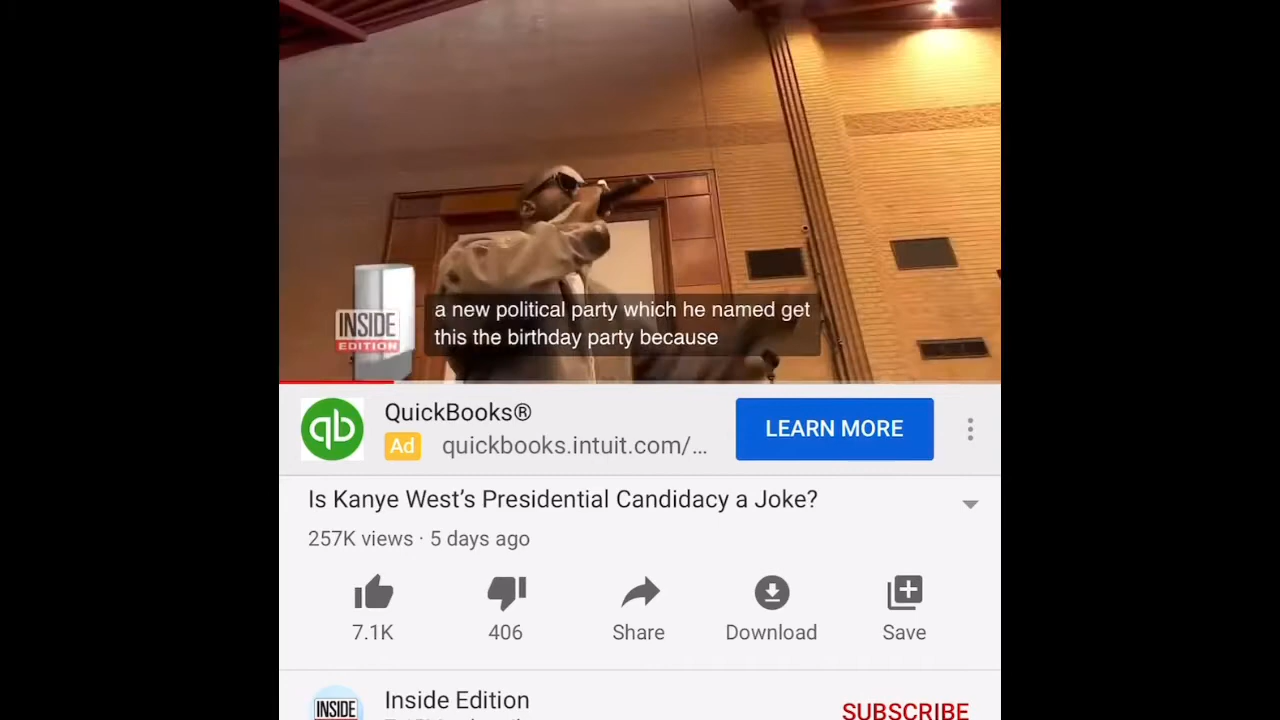 a new political party which he named get
this the birthday party because
INSIDE
EDITION
qb
QuickBooks®
Ad quickbooks.intuit.com/...
LEARN MORE
Is Kanye West’s Presidential Candidacy a Joke?
257K views · 5 days ago
7.1K
406
Share
Download
Save
INSIDE
Inside Edition
SUBSCRIBE